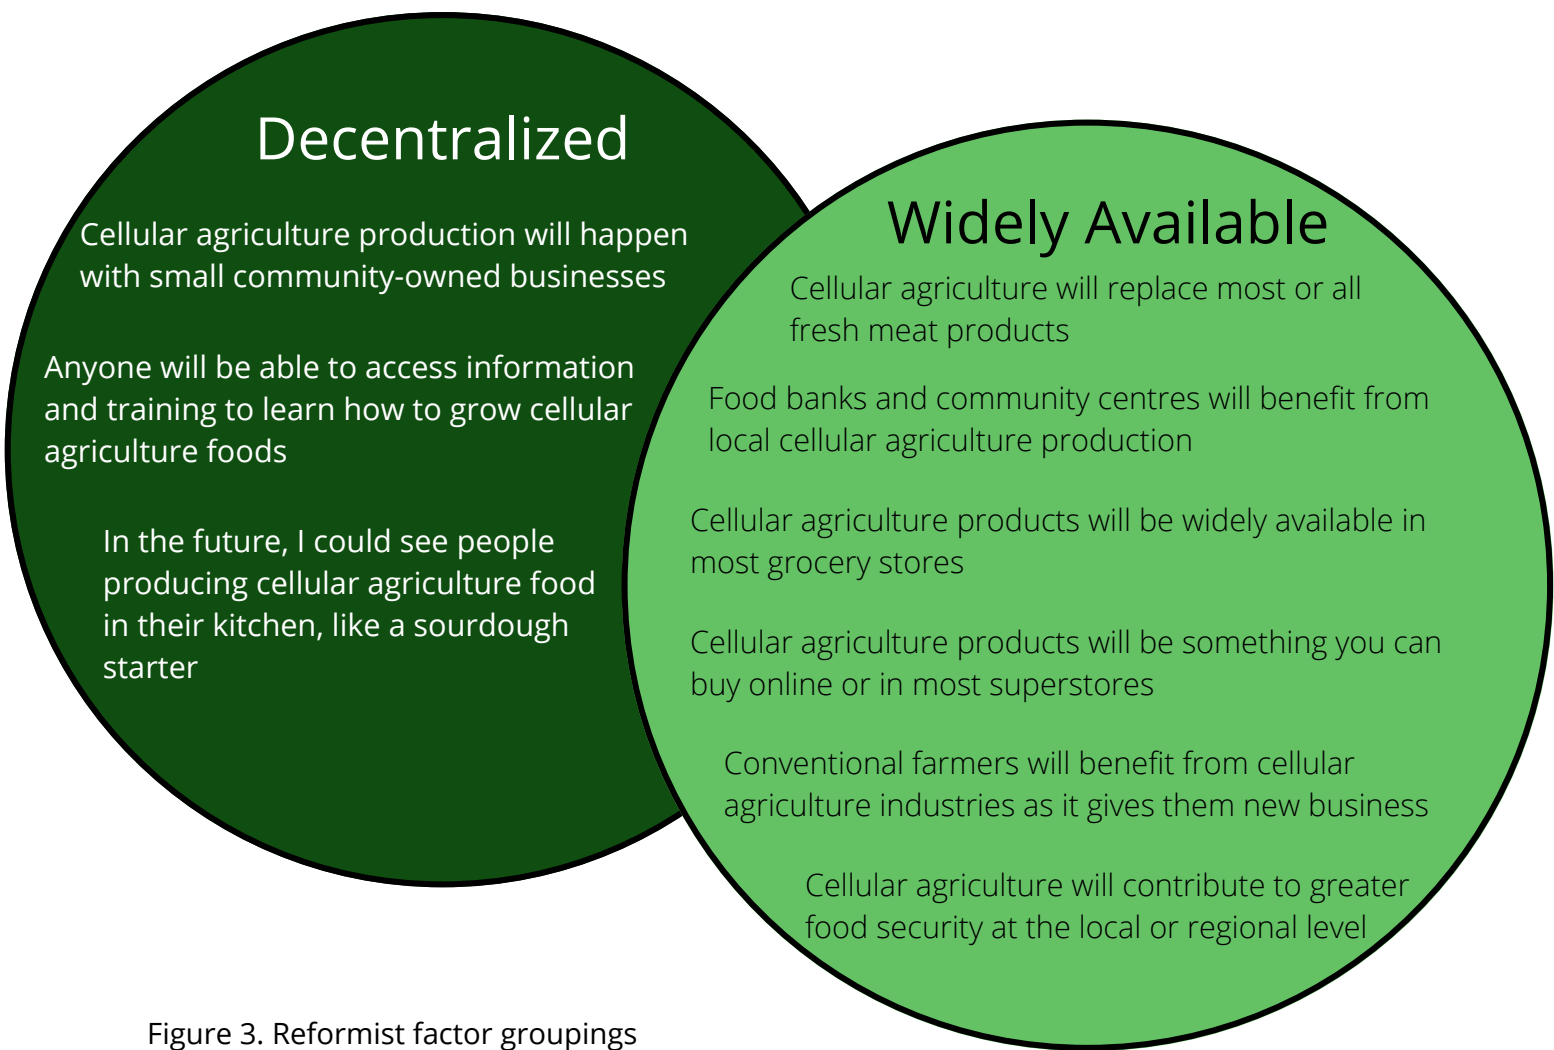 Decentralized
Cellular agriculture production will happen
with small community-owned businesses
Anyone will be able to access information
and training to learn how to grow cellular
agriculture foods
In the future, I could see people
producing cellular agriculture food
in their kitchen, like a sourdough
starter
Widely Available
Cellular agriculture will replace most or all
fresh meat products
Food banks and community centres will benefit from
local cellular agriculture production
Cellular agriculture products will be widely available in
most grocery stores
Cellular agriculture products will be something you can
buy online or in most superstores
Conventional farmers will benefit from cellular
agriculture industries as it gives them new business
Cellular agriculture will contribute to greater
food security at the local or regional level
Figure 3. Reformist factor groupings